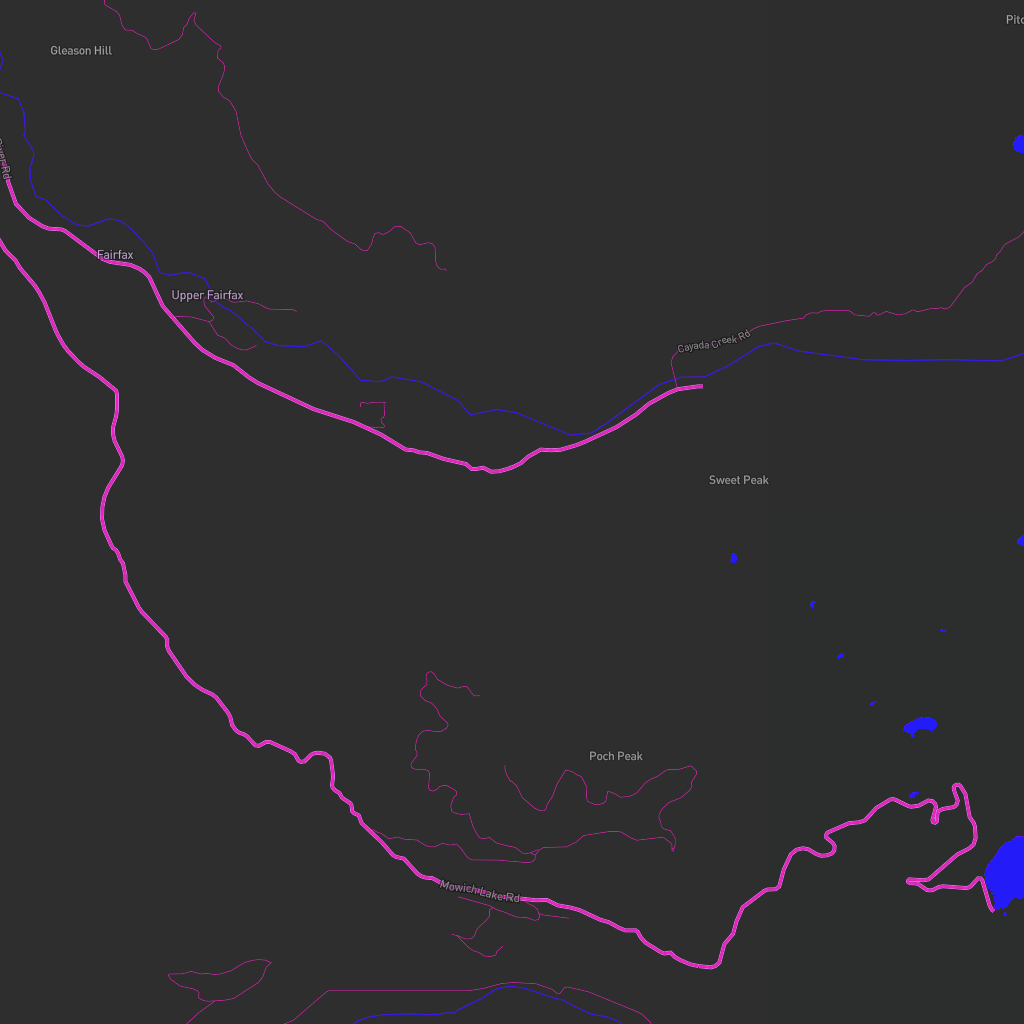 Gleason Hill
Fairfax
Upper Fairfax
Cayada Creek Rd
Sweet Peak
Poch Peak
Mowich Lake Rd